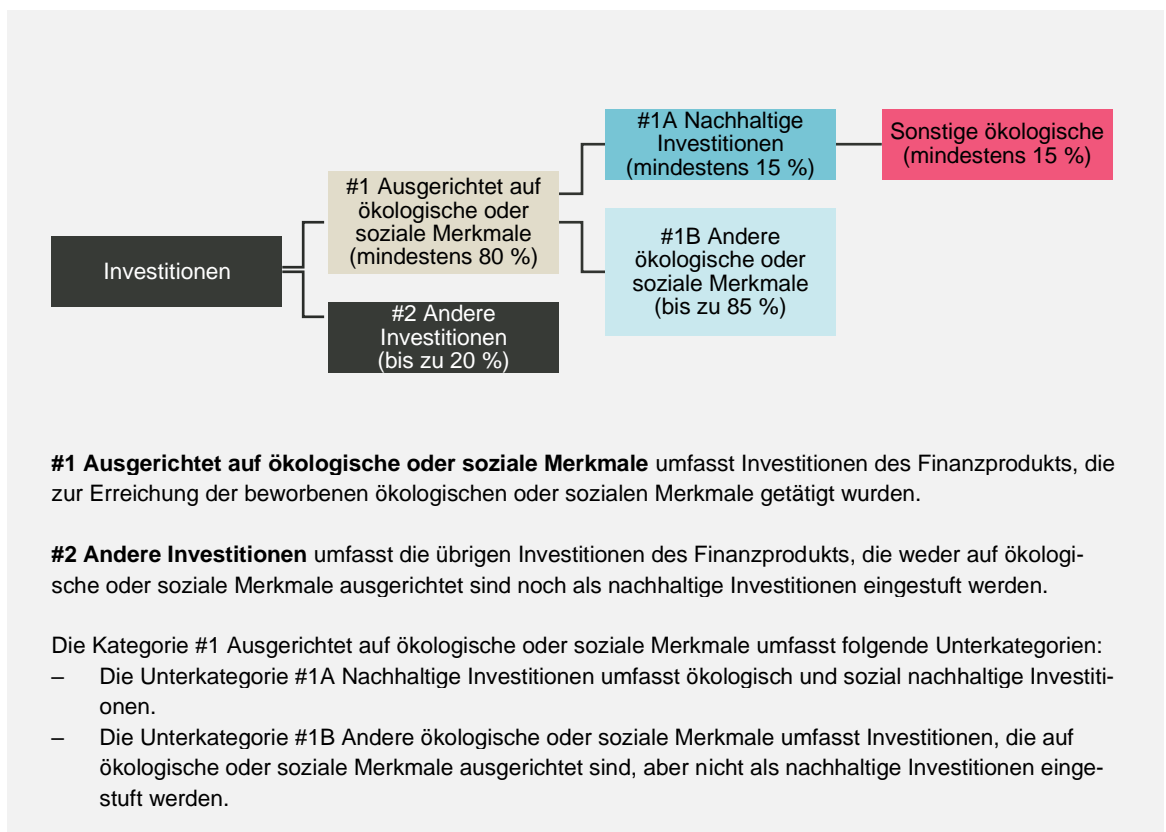 #1A Nachhaltige
Investitionen
(mindestens 15 %)
Sonstige ökologische
(mindestens 15 %)
#1 Ausgerichtet auf
ökologische oder
soziale Merkmale
(mindestens 80 %)
#1B Andere
ökologische oder
soziale Merkmale
(bis zu 85 %)
Investitionen
#2 Andere
Investitionen
(bis zu 20 %)
#1 Ausgerichtet auf ökologische oder soziale Merkmale umfasst Investitionen des Finanzprodukts, die
zur Erreichung der beworbenen ökologischen oder sozialen Merkmale getätigt wurden.
#2 Andere Investitionen umfasst die übrigen Investitionen des Finanzprodukts, die weder auf ökologi-
sche oder soziale Merkmale ausgerichtet sind noch als nachhaltige Investitionen eingestuft werden.
Die Kategorie #1 Ausgerichtet auf ökologische oder soziale Merkmale umfasst folgende Unterkategorien:
– Die Unterkategorie #1A Nachhaltige Investitionen umfasst ökologisch und sozial nachhaltige Investiti-
onen.
– Die Unterkategorie #1B Andere ökologische oder soziale Merkmale umfasst Investitionen, die auf
ökologische oder soziale Merkmale ausgerichtet sind, aber nicht als nachhaltige Investitionen einge-
stuft werden.